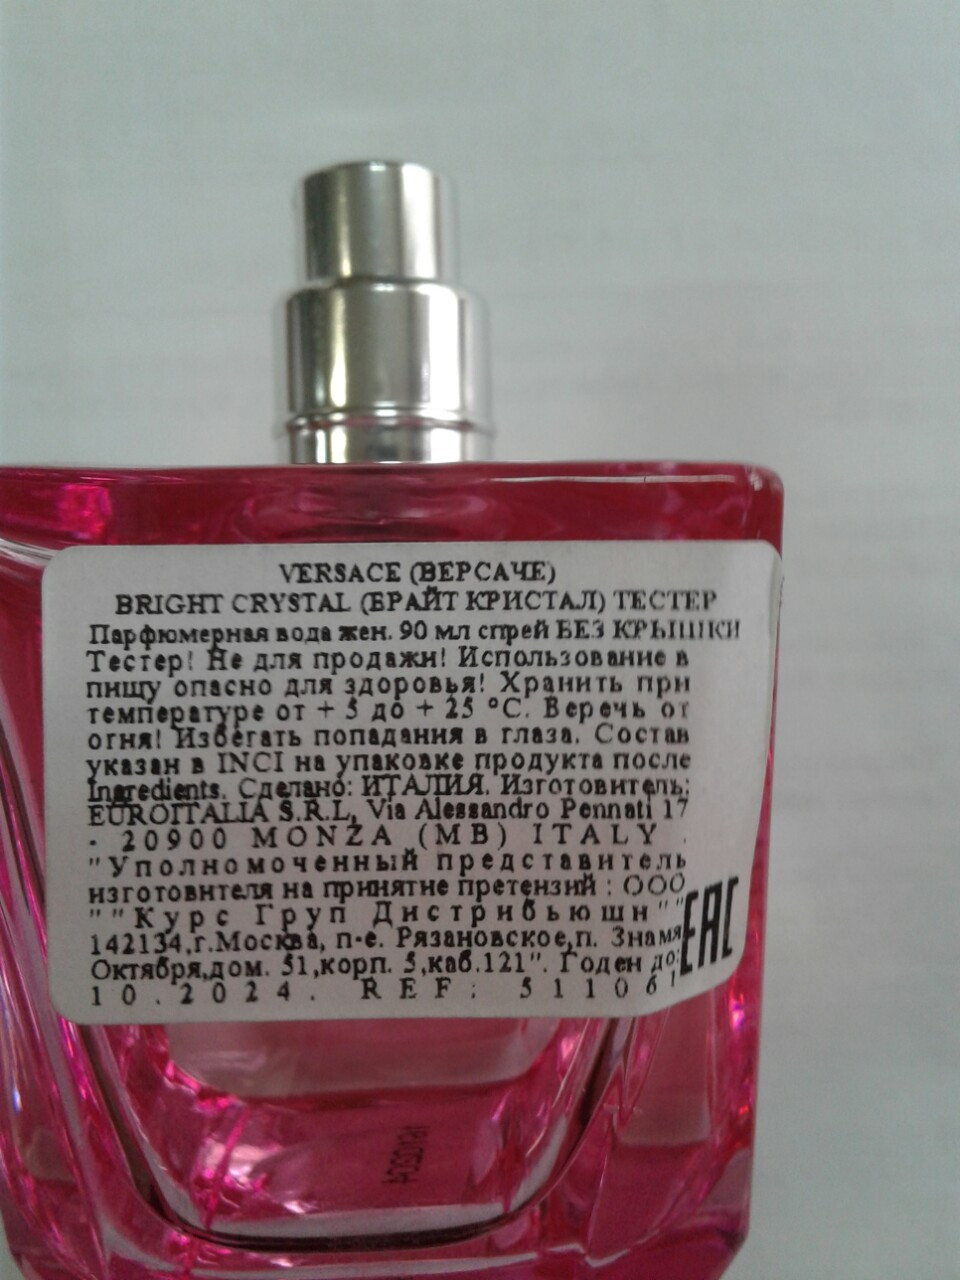 VERSACE (ВЕРСАЧЕ)
BRIGHT CRYSTAL (БРАЙТ КРИСТАЛ) ТЕСТЕР
Парфюмерная вода жен. 90 мл спрей БЕЗ КРЫШКИ
Тестер! Не для продажи! Использование в
пищу опасно для здоровья! Хранить при
температуре от + 5 до + 25 °С. Беречь от
огня! Избегать попадания в глаза. Состав
указан в INCI на упаковке продукта после
Ingredients. Сделано: ИТАЛИЯ. Изготовитель:
EUROITALIA S.R.L, Via Alessandro Pennati 17
- 20900 MONZA (MB) ITALY .
"Уполномоченный представитель
изготовителя на принятие претензий : ООО
""Курс Груп Дистрибьюшн""
142134,г.Москва, п-е. Рязановское,п. Знамя
Октября,дом. 31,корп. 5,каб.121". Годен до:
10.2024. REF: 511061
EAC